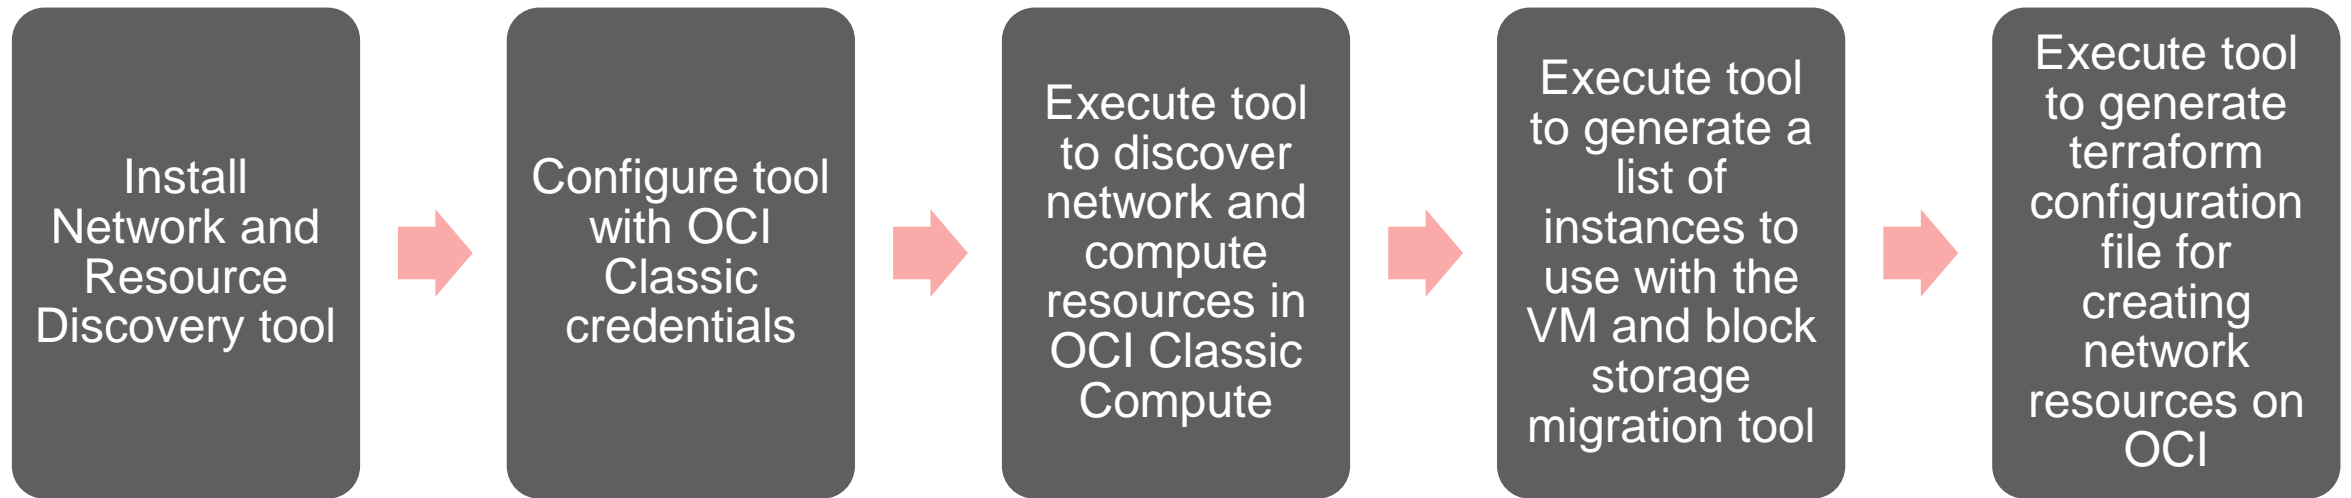 Install
Network and
Resource
Discovery tool
Configure tool
with OCI
Classic
credentials
Execute tool
to discover
network and
compute
resources in
OCI Classic
Compute
Execute tool
to generate a
list of
instances to
use with the
VM and block
storage
migration tool
Execute tool
to generate
terraform
configuration
file for
creating
network
resources on
OCI